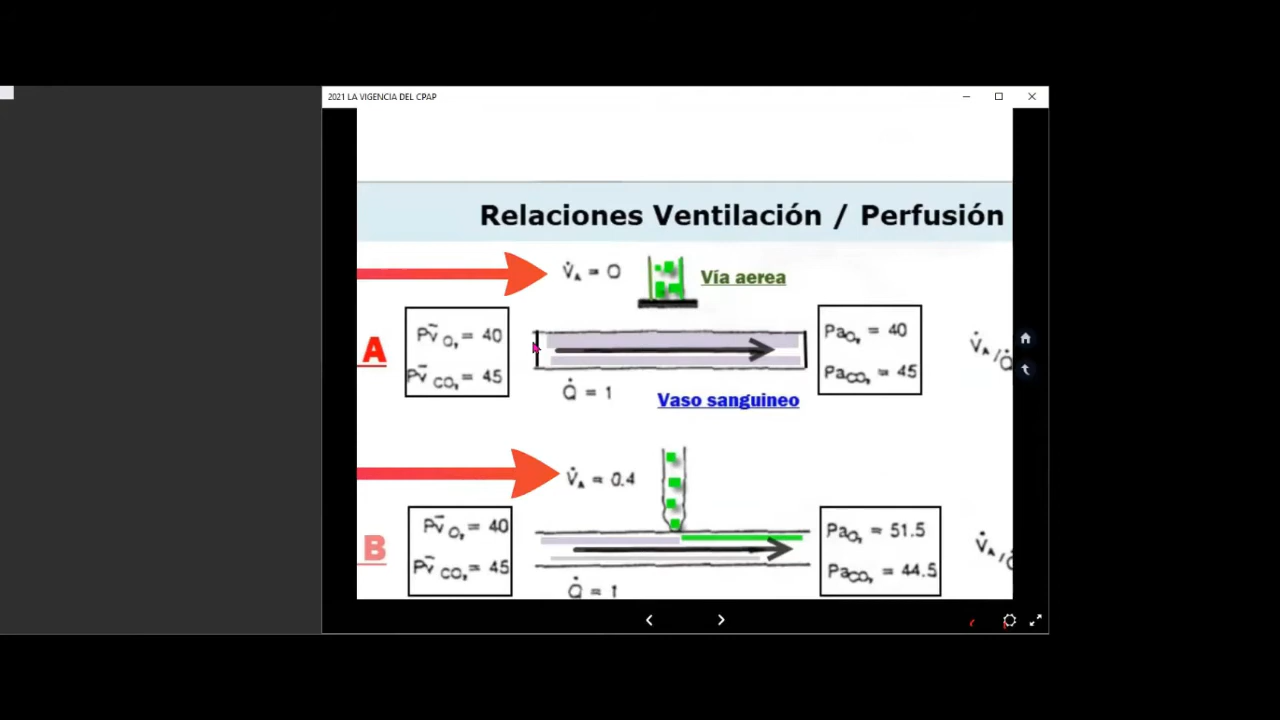 2021 LA VIGENCIA DEL CPAP
Relaciones Ventilación / Perfusión
V̇A = 0
Vía aerea
A
Pv̄O₂ = 40
Pv̄CO₂ = 45
PaO₂ = 40
PaCO₂ = 45
V̇A/Q̇
Q̇ = 1
Vaso sanguineo
V̇A = 0.4
B
Pv̄O₂ = 40
Pv̄CO₂ = 45
PaO₂ = 51.5
PaCO₂ = 44.5
V̇A/
Q̇ = 1